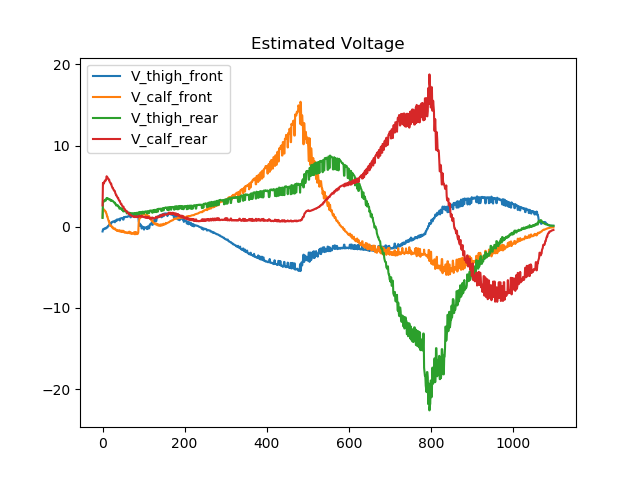 Estimated Voltage
V_thigh_front
V_calf_front
V_thigh_rear
V_calf_rear
20
10
0
−10
−20
0 200 400 600 800 1000